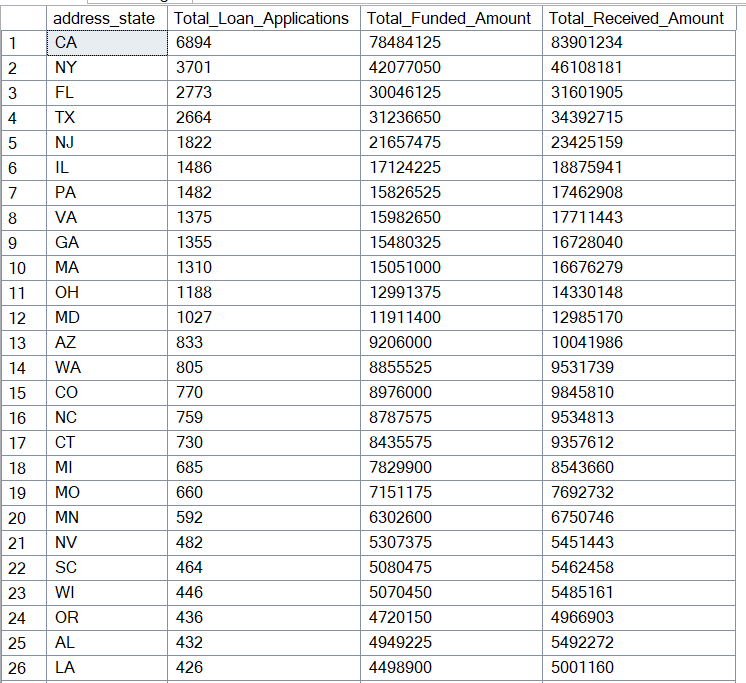 address_state Total_Loan_Applications Total_Funded_Amount Total_Received_Amount
1 CA 6894 78484125 83901234
2 NY 3701 42077050 46108181
3 FL 2773 30046125 31601905
4 TX 2664 31236650 34392715
5 NJ 1822 21657475 23425159
6 IL 1486 17124225 18875941
7 PA 1482 15826525 17462908
8 VA 1375 15982650 17711443
9 GA 1355 15480325 16728040
10 MA 1310 15051000 16676279
11 OH 1188 12991375 14330148
12 MD 1027 11911400 12985170
13 AZ 833 9206000 10041986
14 WA 805 8855525 9531739
15 CO 770 8976000 9845810
16 NC 759 8787575 9534813
17 CT 730 8435575 9357612
18 MI 685 7829900 8543660
19 MO 660 7151175 7692732
20 MN 592 6302600 6750746
21 NV 482 5307375 5451443
22 SC 464 5080475 5462458
23 WI 446 5070450 5485161
24 OR 436 4720150 4966903
25 AL 432 4949225 5492272
26 LA 426 4498900 5001160